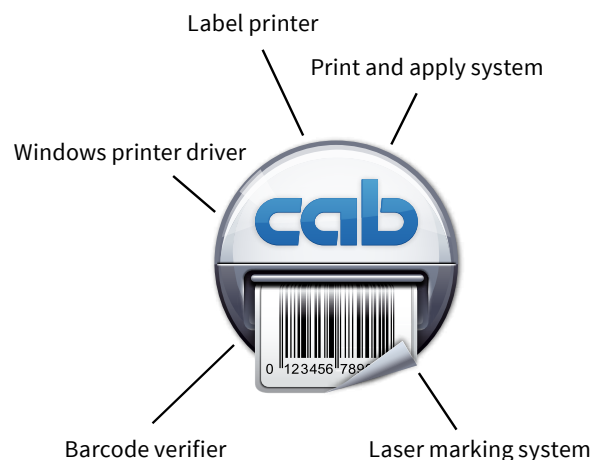 Label printer
Print and apply system
Windows printer driver
cab
0 123456 789
Barcode verifier
Laser marking system